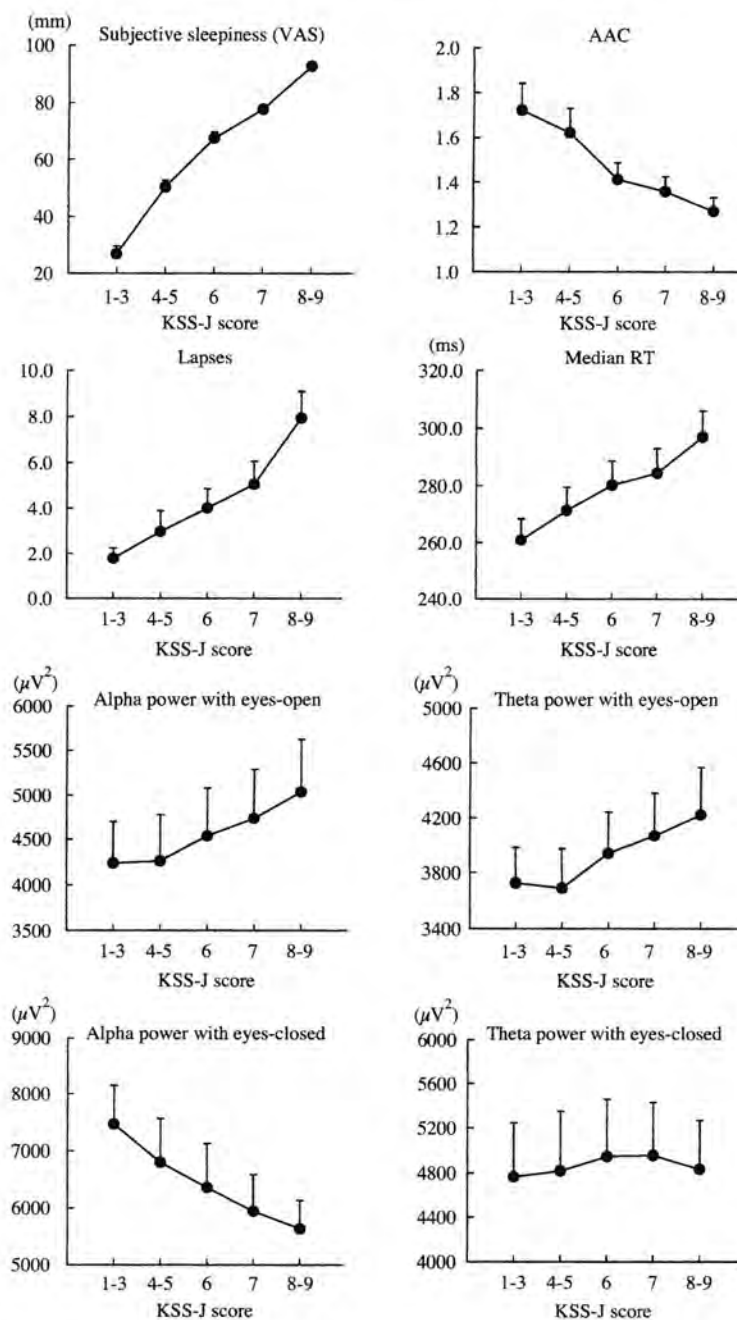 (mm)
Subjective sleepiness (VAS)
100
80
60
40
20
1-3 4-5 6 7 8-9
KSS-J score
AAC
2.0
1.8
1.6
1.4
1.2
1.0
1-3 4-5 6 7 8-9
KSS-J score
Lapses
10.0
8.0
6.0
4.0
2.0
0.0
1-3 4-5 6 7 8-9
KSS-J score
(ms)
Median RT
320.0
300.0
280.0
260.0
240.0
1-3 4-5 6 7 8-9
KSS-J score
(μV²)
Alpha power with eyes-open
6000
5500
5000
4500
4000
3500
1-3 4-5 6 7 8-9
KSS-J score
(μV²)
Theta power with eyes-open
5000
4600
4200
3800
3400
1-3 4-5 6 7 8-9
KSS-J score
(μV²)
Alpha power with eyes-closed
9000
8000
7000
6000
5000
1-3 4-5 6 7 8-9
KSS-J score
(μV²)
Theta power with eyes-closed
6000
5600
5200
4800
4400
4000
1-3 4-5 6 7 8-9
KSS-J score